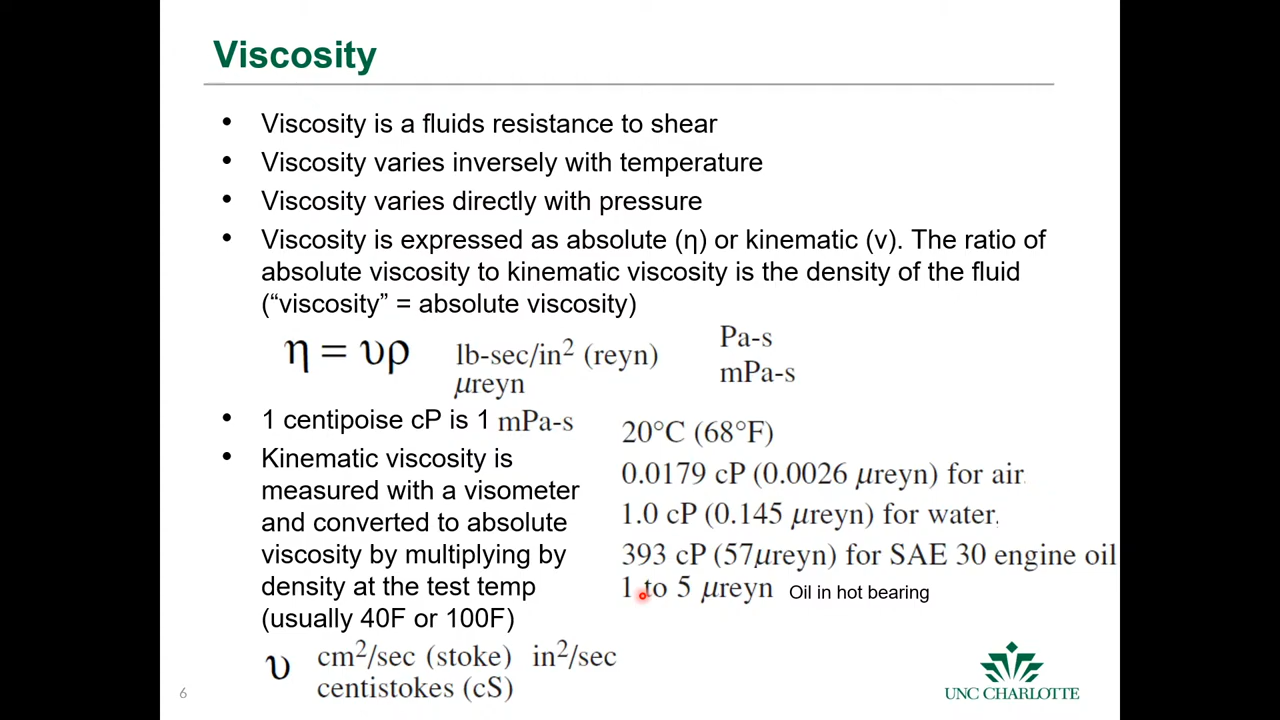 Viscosity
• Viscosity is a fluids resistance to shear
• Viscosity varies inversely with temperature
• Viscosity varies directly with pressure
• Viscosity is expressed as absolute (η) or kinematic (v). The ratio of
absolute viscosity to kinematic viscosity is the density of the fluid
(“viscosity” = absolute viscosity)
η = υρ
lb-sec/in² (reyn)
μreyn
Pa-s
mPa-s
• 1 centipoise cP is 1 mPa-s
• Kinematic viscosity is
measured with a visometer
and converted to absolute
viscosity by multiplying by
density at the test temp
(usually 40F or 100F)
20°C (68°F)
0.0179 cP (0.0026 μreyn) for air
1.0 cP (0.145 μreyn) for water,
393 cP (57μreyn) for SAE 30 engine oil
1 to 5 μreyn Oil in hot bearing
υ cm²/sec (stoke) in²/sec
centistokes (cS)
6
UNC CHARLOTTE